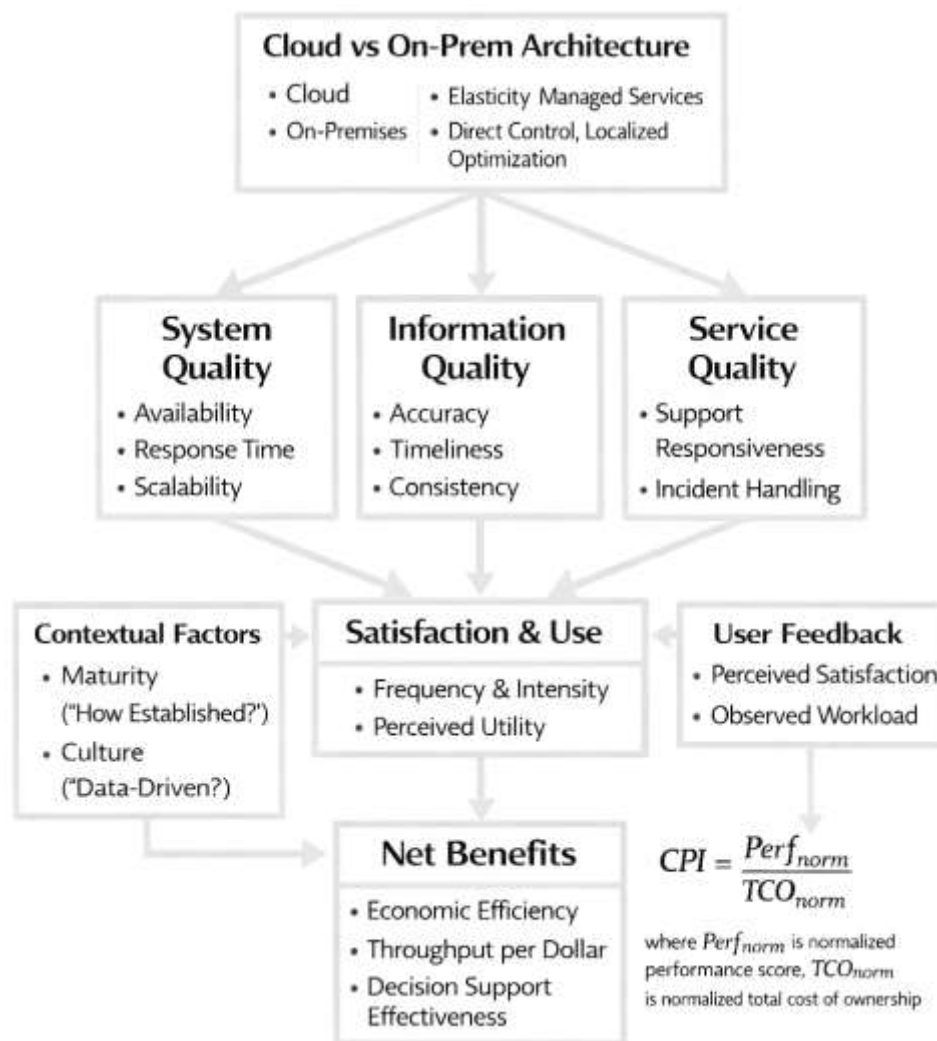 Cloud vs On-Prem Architecture
• Cloud
• On-Premises
• Elasticity Managed Services
• Direct Control, Localized
Optimization
System
Quality
• Availability
• Response Time
• Scalability
Information
Quality
• Accuracy
• Timeliness
• Consistency
Service
Quality
• Support
Responsiveness
• Incident Handling
Contextual Factors
• Maturity
("How Established?")
• Culture
("Data-Driven?)
Satisfaction & Use
• Frequency & Intensity
• Perceived Utility
User Feedback
• Perceived Satisfaction
• Observed Workload
Net Benefits
• Economic Efficiency
• Throughput per Dollar
• Decision Support
Effectiveness
CPI = Perf_norm / TCO_norm
where Perf_norm is normalized
performance score, TCO_norm
is normalized total cost of ownership